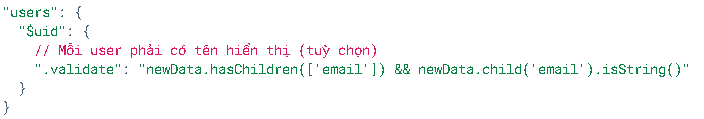 "users": {
  "$uid": {
    // Mỗi user phải có tên hiển thị (tuỳ chọn)
    ".validate": "newData.hasChildren(['email']) && newData.child('email').isString()"
  }
}